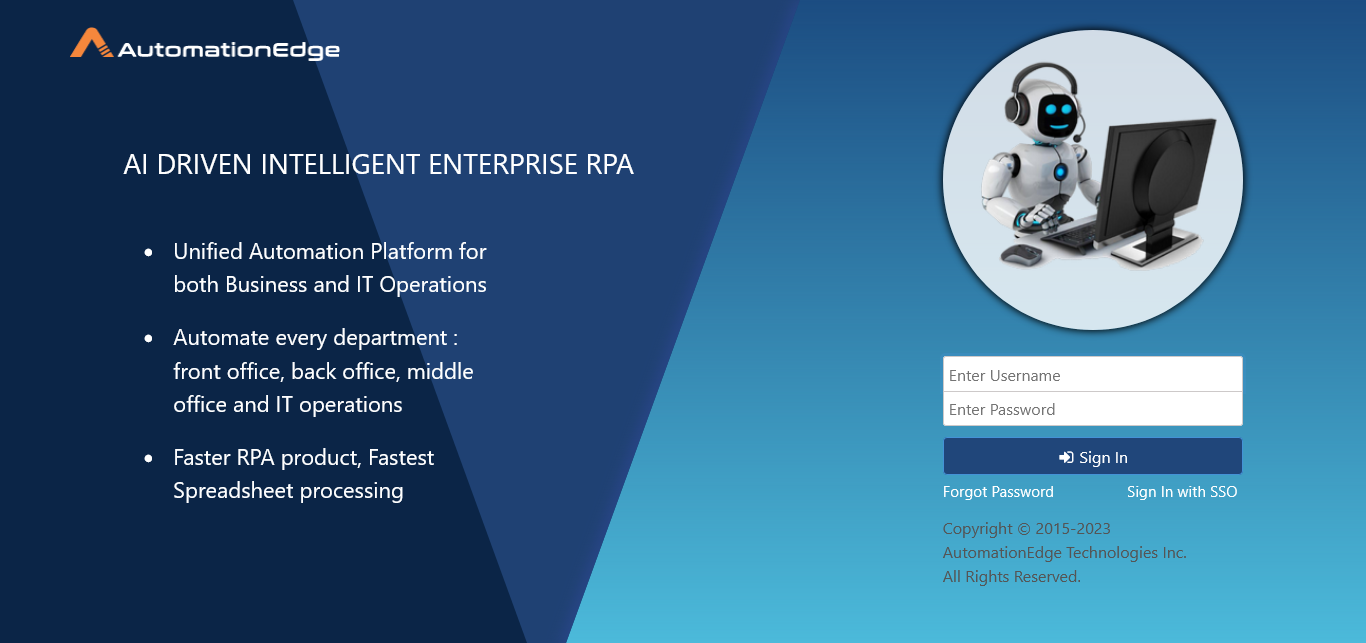 AutomationEdge
AI DRIVEN INTELLIGENT ENTERPRISE RPA
• Unified Automation Platform for
both Business and IT Operations
• Automate every department :
front office, back office, middle
office and IT operations
• Faster RPA product, Fastest
Spreadsheet processing
Enter Username
Enter Password
Sign In
Forgot Password
Sign In with SSO
Copyright © 2015-2023
AutomationEdge Technologies Inc.
All Rights Reserved.